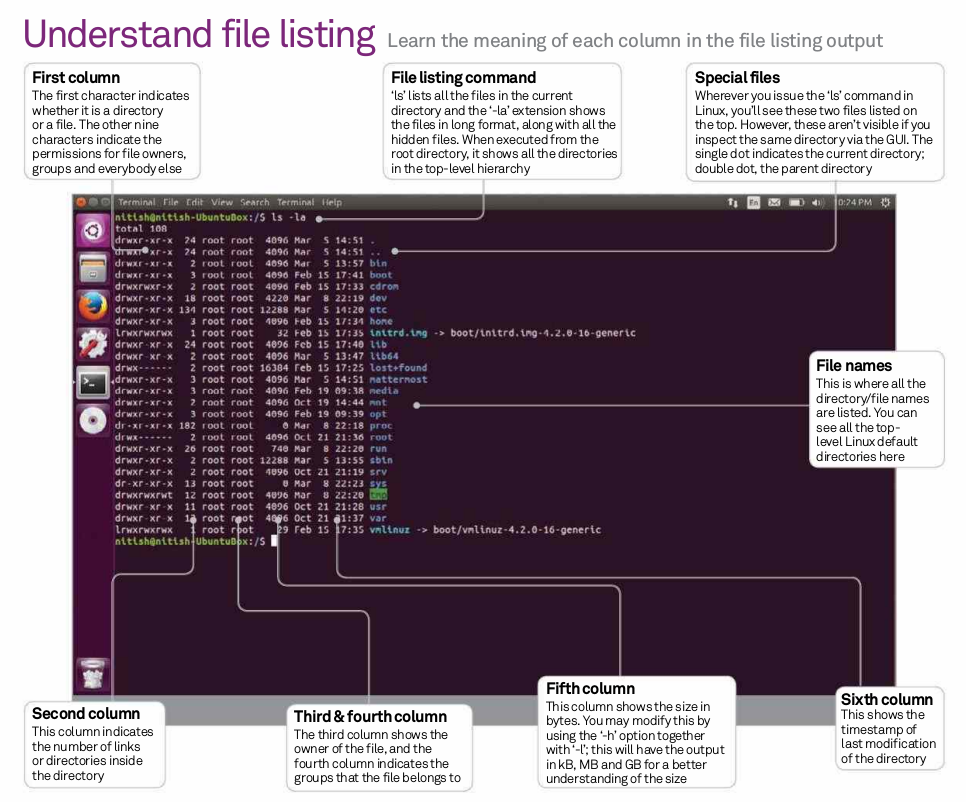 Understand file listing Learn the meaning of each column in the file listing output
First column
The first character indicates
whether it is a directory
or a file. The other nine
characters indicate the
permissions for file owners,
groups and everybody else
File listing command
‘ls’ lists all the files in the current
directory and the ‘-la’ extension shows
the files in long format, along with all the
hidden files. When executed from the
root directory, it shows all the directories
in the top-level hierarchy
Special files
Wherever you issue the ‘ls’ command in
Linux, you’ll see these two files listed on
the top. However, these aren’t visible if you
inspect the same directory via the GUI. The
single dot indicates the current directory;
double dot, the parent directory
Terminal File Edit View Search Terminal Help En 10:24 PM
nitish@nitish-UbuntuBox:/$ ls -la
total 108
drwxr-xr-x 24 root root 4096 Mar 5 14:51 .
drwxr-xr-x 24 root root 4096 Mar 5 14:51 ..
drwxr-xr-x 2 root root 4096 Mar 5 13:57 bin
drwxr-xr-x 3 root root 4096 Feb 15 17:41 boot
drwxrwxr-x 2 root root 4096 Feb 15 17:33 cdrom
drwxr-xr-x 18 root root 4220 Mar 8 22:19 dev
drwxr-xr-x 134 root root 12288 Mar 5 14:20 etc
drwxr-xr-x 3 root root 4096 Feb 15 17:34 home
lrwxrwxrwx 1 root root 32 Feb 15 17:35 initrd.img -> boot/initrd.img-4.2.0-16-generic
drwxr-xr-x 24 root root 4096 Feb 15 17:40 lib
drwxr-xr-x 2 root root 4096 Mar 5 13:47 lib64
drwx------ 2 root root 16384 Feb 15 17:25 lost+found
drwxr-xr-x 3 root root 4096 Mar 5 14:51 mattermost
drwxr-xr-x 3 root root 4096 Feb 19 09:38 media
drwxr-xr-x 2 root root 4096 Oct 19 14:44 mnt
drwxr-xr-x 3 root root 4096 Feb 19 09:39 opt
dr-xr-xr-x 182 root root 0 Mar 8 22:18 proc
drwx------ 2 root root 4096 Oct 21 21:36 root
drwxr-xr-x 26 root root 740 Mar 8 22:20 run
drwxr-xr-x 2 root root 12288 Mar 5 13:55 sbin
drwxr-xr-x 2 root root 4096 Oct 21 21:19 srv
dr-xr-xr-x 13 root root 0 Mar 8 22:23 sys
drwxrwxrwt 12 root root 4096 Mar 8 22:20 tmp
drwxr-xr-x 11 root root 4096 Oct 21 21:28 usr
drwxr-xr-x 13 root root 4096 Oct 21 21:37 var
lrwxrwxrwx 1 root root 29 Feb 15 17:35 vmlinuz -> boot/vmlinuz-4.2.0-16-generic
nitish@nitish-UbuntuBox:/$
File names
This is where all the
directory/file names
are listed. You can
see all the top-
level Linux default
directories here
Second column
This column indicates
the number of links
or directories inside
the directory
Third & fourth column
The third column shows the
owner of the file, and the
fourth column indicates the
groups that the file belongs to
Fifth column
This column shows the size in
bytes. You may modify this by
using the ‘-h’ option together
with ‘-l’; this will have the output
in kB, MB and GB for a better
understanding of the size
Sixth column
This shows the
timestamp of
last modification
of the directory